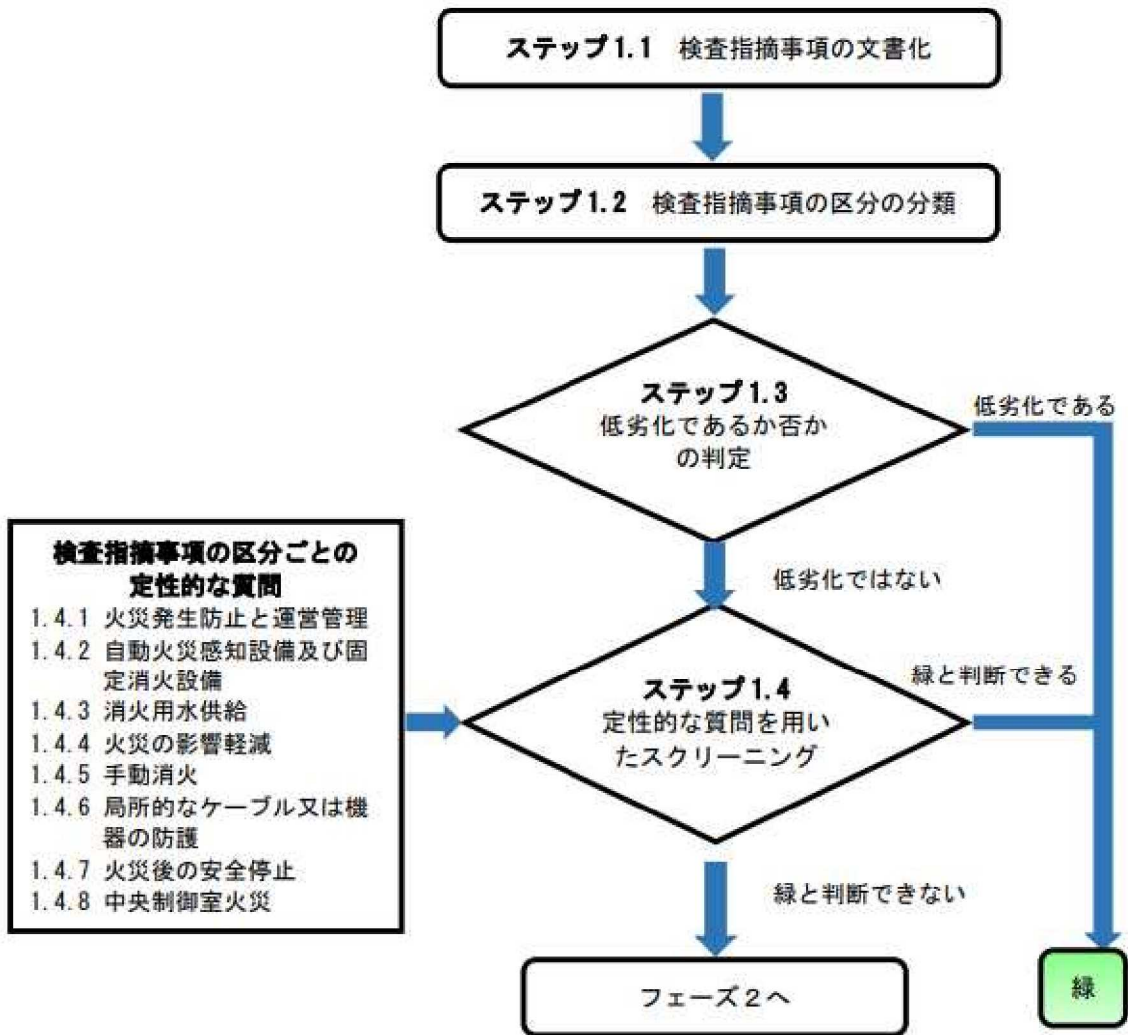 ステップ1.1 検査指摘事項の文書化
ステップ1.2 検査指摘事項の区分の分類
ステップ1.3
低劣化であるか否か
の判定
低劣化である
低劣化ではない
検査指摘事項の区分ごとの
定性的な質問
1.4.1 火災発生防止と運営管理
1.4.2 自動火災感知設備及び固
定消火設備
1.4.3 消火用水供給
1.4.4 火災の影響軽減
1.4.5 手動消火
1.4.6 局所的なケーブル又は機
器の防護
1.4.7 火災後の安全停止
1.4.8 中央制御室火災
ステップ1.4
定性的な質問を用い
たスクリーニング
緑と判断できる
緑と判断できない
フェーズ2へ
緑